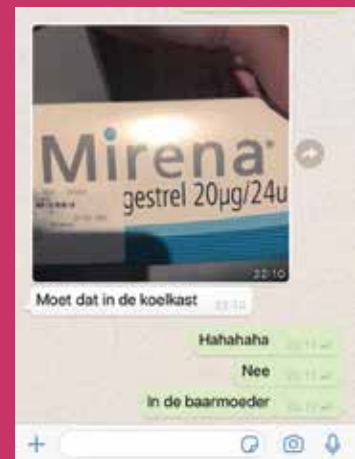 Mirena®
gestrel 20µg/24u
22:10
Moet dat in de koelkast
Hahahaha
Nee
In de baarmoeder